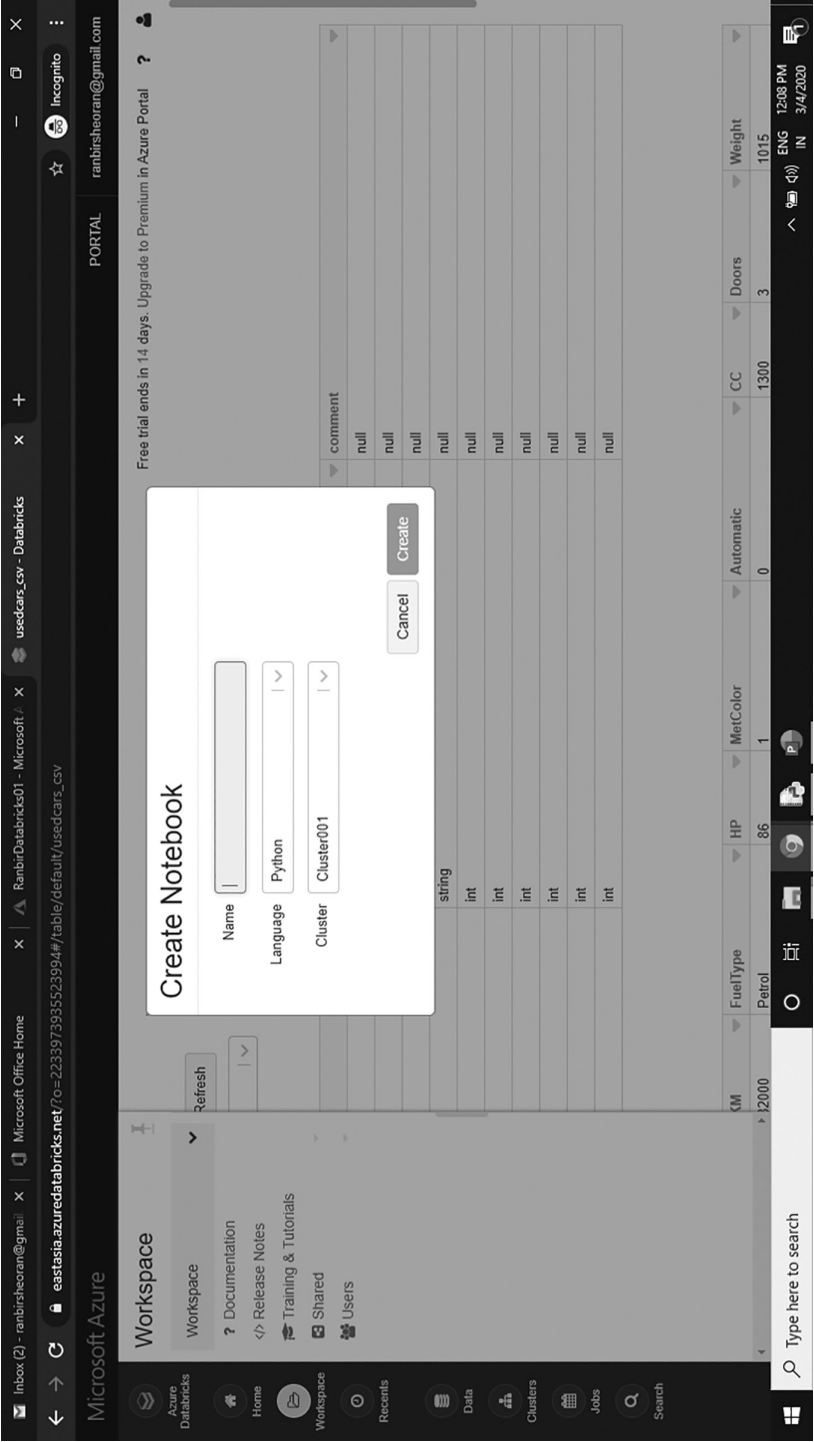 Inbox (2) - ranbirsheoran@gmail
Microsoft Office Home
RanbirDatabricks01 - Microsoft A
usedcars_csv - Databricks
eastasia.azuredatabricks.net/?o=2233973935523994#/table/default/usedcars_csv
Incognito
Microsoft Azure
PORTAL
ranbirsheoran@gmail.com
Azure
Databricks
Home
Workspace
Recents
Data
Clusters
Jobs
Search
Workspace
Workspace
? Documentation
</> Release Notes
Training & Tutorials
Shared
Users
Free trial ends in 14 days. Upgrade to Premium in Azure Portal
?
Refresh
Create Notebook
Name
Language Python
Cluster Cluster001
Cancel Create
comment
null
null
null
string null
int null
int null
int null
int null
int null
int null
KM FuelType HP MetColor Automatic CC Doors Weight
Petrol 86 1 0 1300 3 1015
Type here to search
ENG
IN
12:08 PM
3/4/2020
1